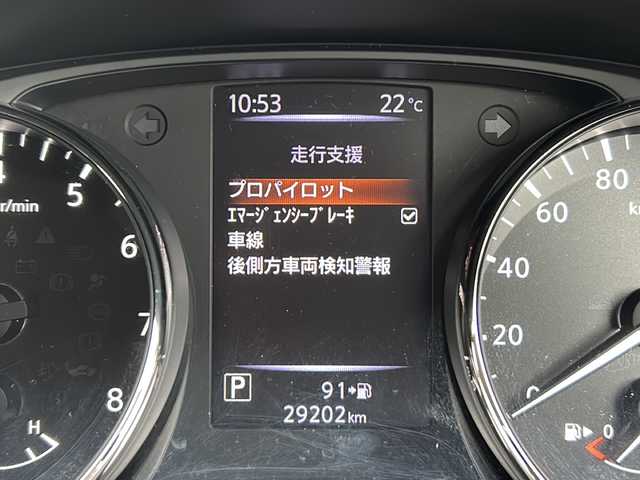 10:53 22℃
走行支援
プロパイロット
ｴﾏｰｼﾞｪﾝｼｰﾌﾞﾚｰｷ
車線
後側方車両検知警報
P 91
29202km
5
r/min
6
7
8
H
80
60
40
20
0
0